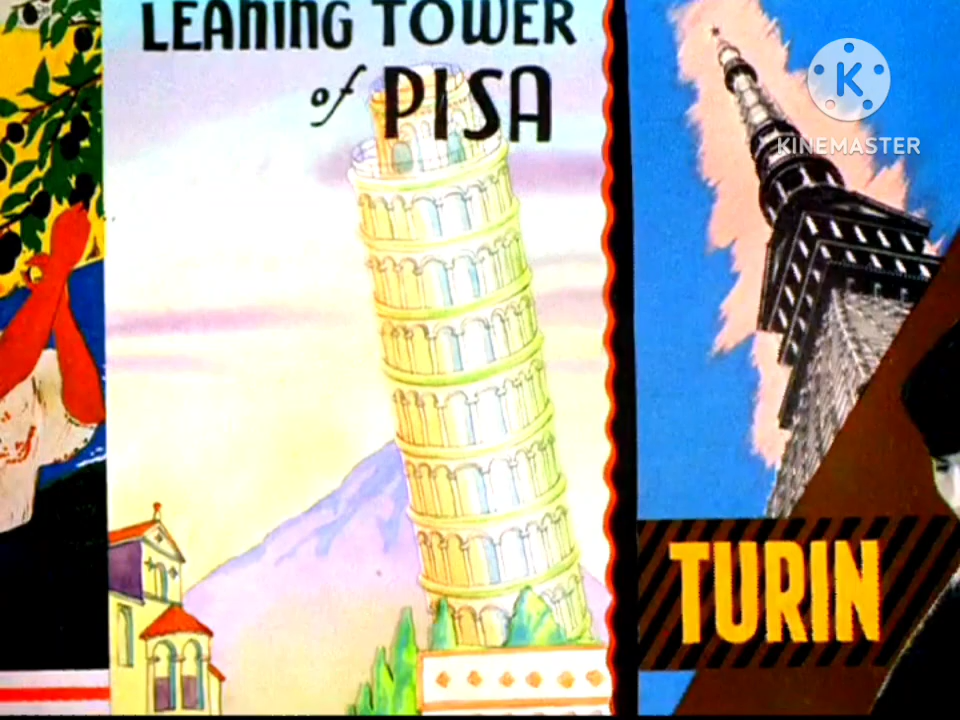 LEANING TOWER
of PISA
K
KINEMASTER
TURIN